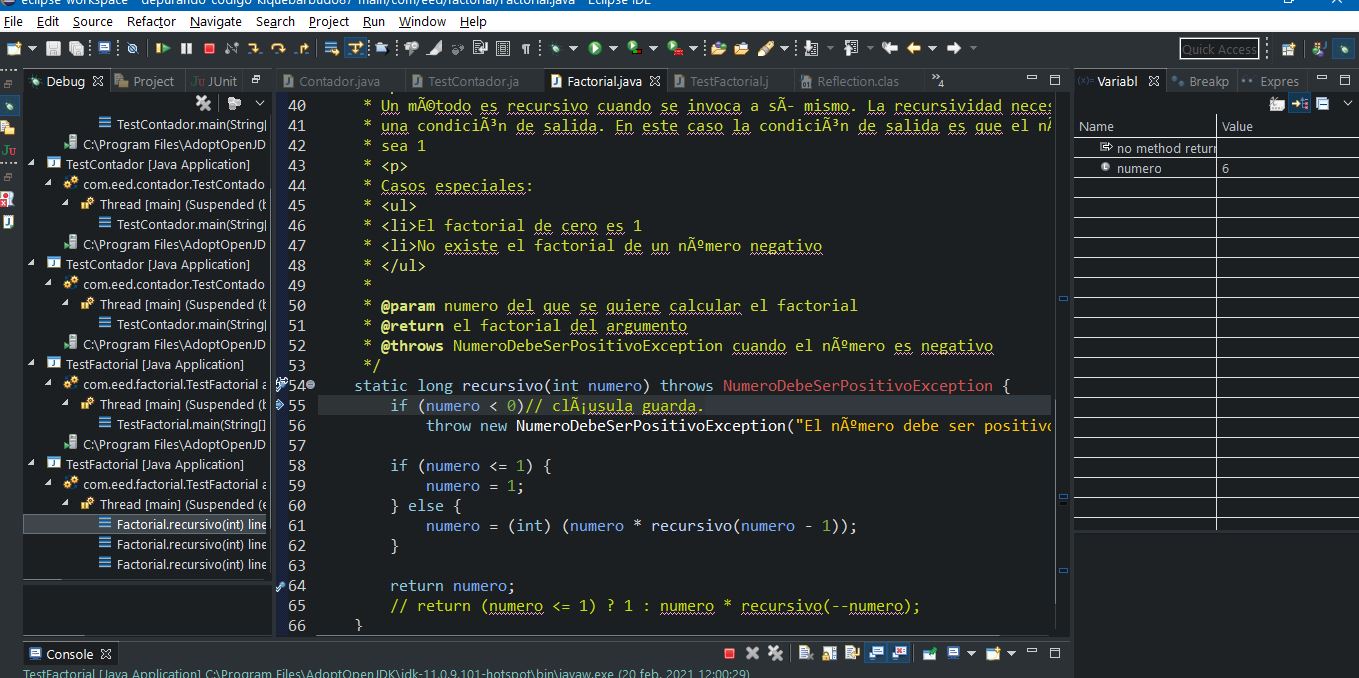 eclipse-workspace - depurando-codigo-kiquebarbud087-main/com/eed/factorial/Factorial.java - Eclipse IDE
File Edit Source Refactor Navigate Search Project Run Window Help
Quick Access
Debug Project JUnit
Contador.java TestContador.ja Factorial.java TestFactorial.j Reflection.clas »4
Variabl Breakp Expres
TestContador.main(String[
C:\Program Files\AdoptOpenJD
TestContador [Java Application]
com.eed.contador.TestContado
Thread [main] (Suspended (b
TestContador.main(String[
C:\Program Files\AdoptOpenJD
TestContador [Java Application]
com.eed.contador.TestContado
Thread [main] (Suspended (b
TestContador.main(String[
C:\Program Files\AdoptOpenJD
TestFactorial [Java Application]
com.eed.factorial.TestFactorial a
Thread [main] (Suspended (b
TestFactorial.main(String[]
C:\Program Files\AdoptOpenJD
TestFactorial [Java Application]
com.eed.factorial.TestFactorial a
Thread [main] (Suspended (e
Factorial.recursivo(int) line
Factorial.recursivo(int) line
Factorial.recursivo(int) line
40 * Un mÃ©todo es recursivo cuando se invoca a sÃ- mismo. La recursividad neces
41 * una condiciÃ³n de salida. En este caso la condiciÃ³n de salida es que el nÃ
42 * sea 1
43 * <p>
44 * Casos especiales:
45 * <ul>
46 * <li>El factorial de cero es 1
47 * <li>No existe el factorial de un nÃºmero negativo
48 * </ul>
49 *
50 * @param numero del que se quiere calcular el factorial
51 * @return el factorial del argumento
52 * @throws NumeroDebeSerPositivoException cuando el nÃºmero es negativo
53 */
54 static long recursivo(int numero) throws NumeroDebeSerPositivoException {
55 if (numero < 0)// clÃ¡usula guarda.
56 throw new NumeroDebeSerPositivoException("El nÃºmero debe ser positivo
57
58 if (numero <= 1) {
59 numero = 1;
60 } else {
61 numero = (int) (numero * recursivo(numero - 1));
62 }
63
64 return numero;
65 // return (numero <= 1) ? 1 : numero * recursivo(--numero);
66 }
Name Value
no method return
numero 6
Console
TestFactorial [Java Application] C:\Program Files\AdoptOpenJDK\jdk-11.0.9.101-hotspot\bin\javaw.exe (20 feb. 2021 12:00:29)